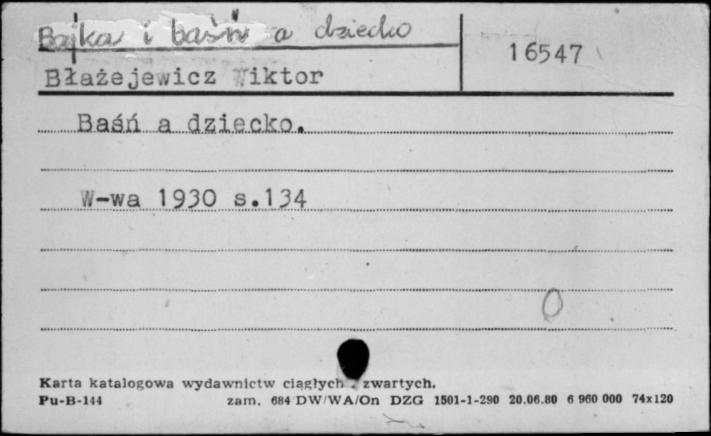 Bajka i baśń a dziecko
16547
Błażejewicz Wiktor
Baśń a dziecko.
W-wa 1930 s.134
0
Karta katalogowa wydawnictw ciągłych i zwartych.
Pu-B-144 zam. 684 DW/WA/On DZG 1501-1-290 20.06.80 6 960 000 74x120